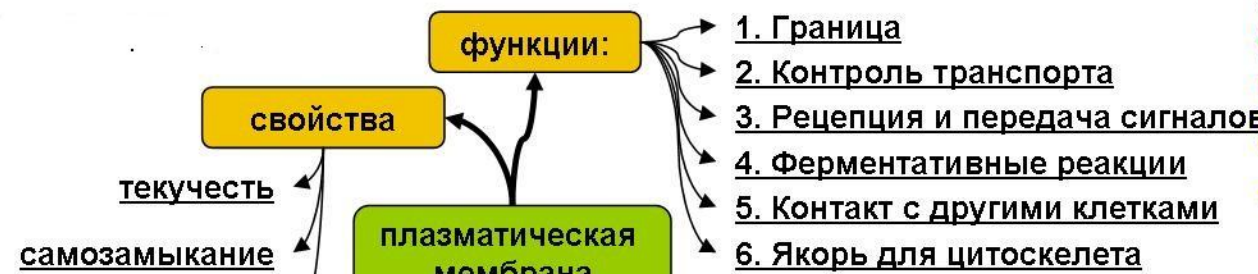 функции:
1. Граница
2. Контроль транспорта
3. Рецепция и передача сигналов
4. Ферментативные реакции
5. Контакт с другими клетками
6. Якорь для цитоскелета
свойства
текучесть
самозамыкание
плазматическая
мембрана